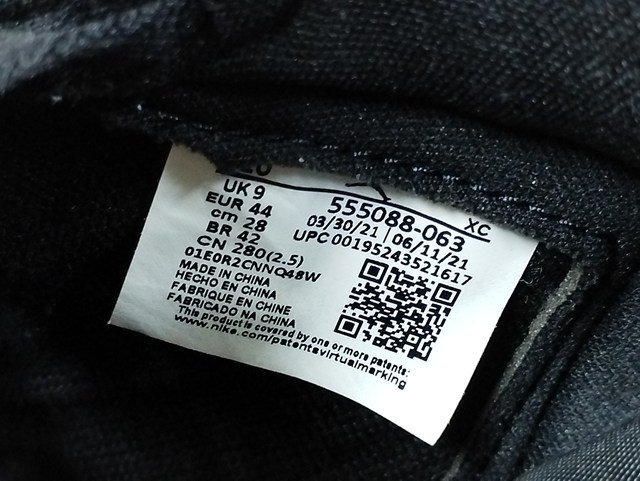 UK 9
EUR 44
cm 28
BR 42
CN 280(2.5)
01E0R2CNNQ48W
MADE IN CHINA
HECHO EN CHINA
FABRIQUE EN CHINE
FABRICADO NA CHINA
This product is covered by one or more patents:
www.nike.com/patentsvirtualmarking
XC
555088-063
03/30/21 | 06/11/21
UPC 00195243521617